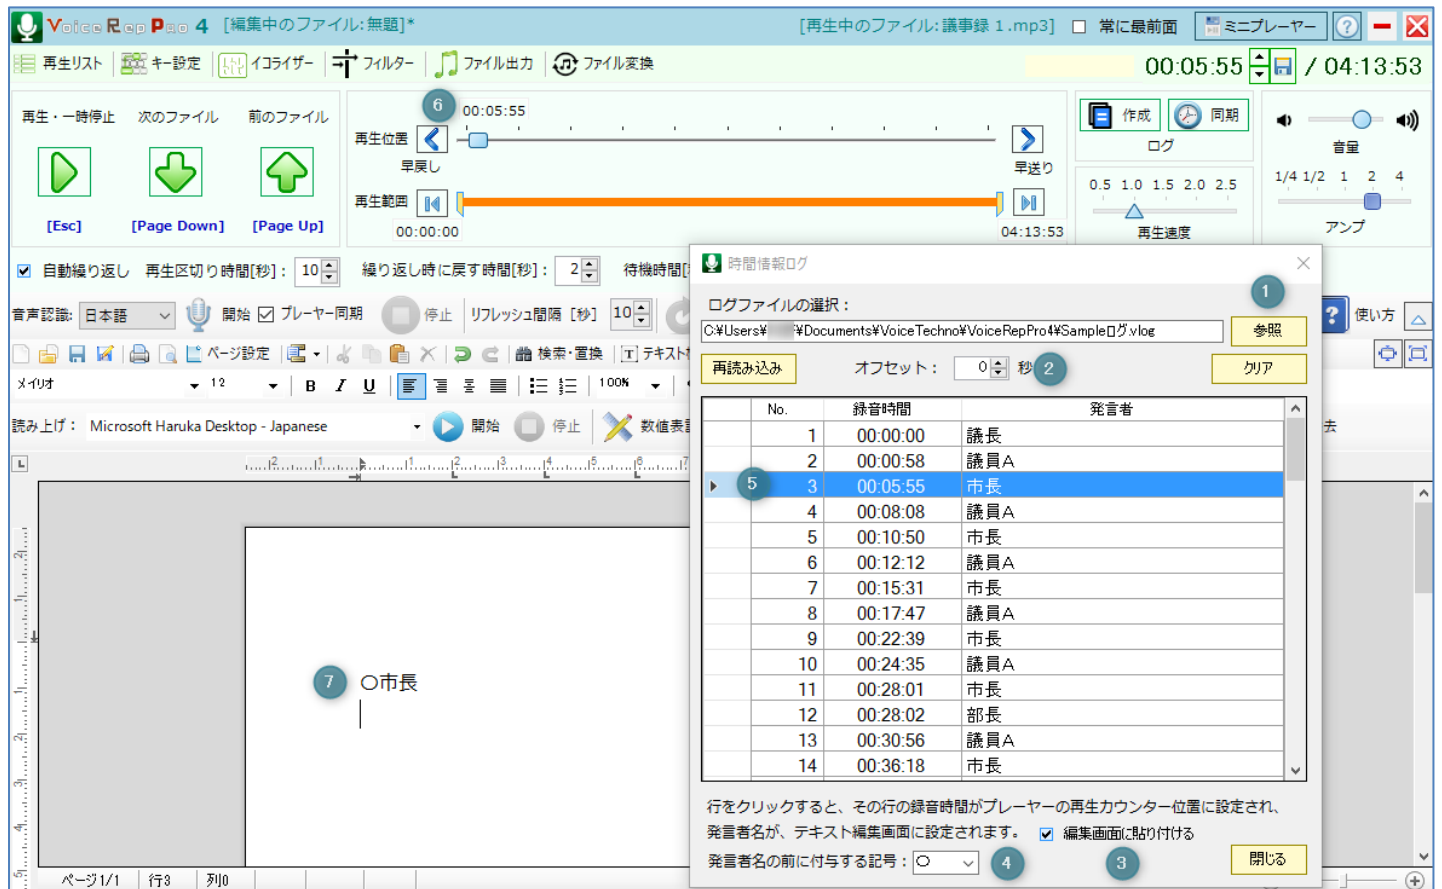 Voice Rep Pro 4 [編集中のファイル:無題]* [再生中のファイル:議事録 1.mp3] 常に最前面 ミニプレーヤー ?
再生リスト キー設定 イコライザー フィルター ファイル出力 ファイル変換 00:05:55 / 04:13:53
再生・一時停止 次のファイル 前のファイル
[Esc] [Page Down] [Page Up]
6 00:05:55
再生位置
早戻し 早送り
再生範囲
00:00:00 04:13:53
作成 同期
ログ
0.5 1.0 1.5 2.0 2.5
再生速度
音量
1/4 1/2 1 2 4
アンプ
自動繰り返し 再生区切り時間[秒]: 10 繰り返し時に戻す時間[秒]: 2 待機時間[
音声認識: 日本語 開始 プレーヤー同期 停止 リフレッシュ間隔 [秒] 10 ? 使い方
ページ設定 検索・置換 T テキスト
メイリオ 12 B I U 100%
読み上げ: Microsoft Haruka Desktop - Japanese 開始 停止 数値表 去
L 2 1 1 2 3 4 5 6 7
7 〇市長
ページ1/1 行3 列0
時間情報ログ
ログファイルの選択: 1
C:¥Users¥ ¥Documents¥VoiceTechno¥VoiceRepPro4¥Sampleログ.vlog 参照
再読み込み オフセット: 0 秒 2 クリア
No. 録音時間 発言者
1 00:00:00 議長
2 00:00:58 議員A
5 3 00:05:55 市長
4 00:08:08 議員A
5 00:10:50 市長
6 00:12:12 議員A
7 00:15:31 市長
8 00:17:47 議員A
9 00:22:39 市長
10 00:24:35 議員A
11 00:28:01 市長
12 00:28:02 部長
13 00:30:56 議員A
14 00:36:18 市長
行をクリックすると、その行の録音時間がプレーヤーの再生カウンター位置に設定され、
発言者名が、テキスト編集画面に設定されます。 編集画面に貼り付ける
発言者名の前に付与する記号: 〇 4 3 閉じる